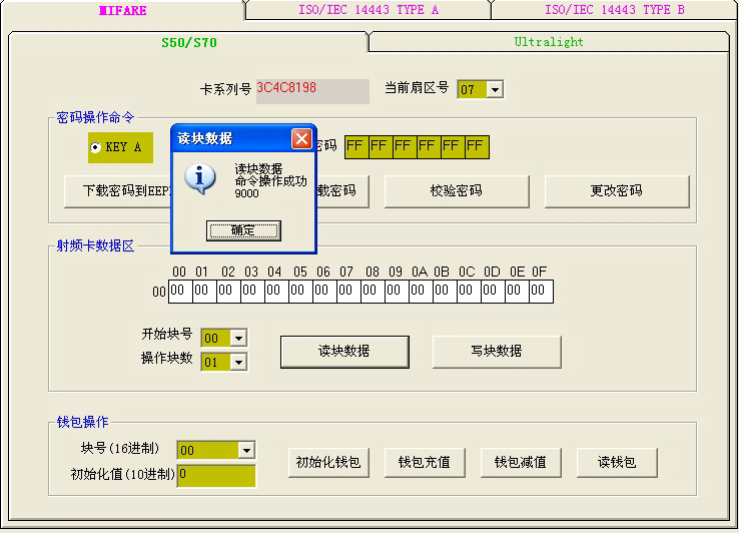 MIFARE ISO/IEC 14443 TYPE A ISO/IEC 14443 TYPE B
S50/S70 Ultralight
卡系列号 3C4C8198 当前扇区号 07
密码操作命令
KEY A 密码 FF FF FF FF FF FF
下载密码到EEP 载密码 校验密码 更改密码
读块数据
读块数据
命令操作成功
9000
确定
射频卡数据区
00 01 02 03 04 05 06 07 08 09 0A 0B 0C 0D 0E 0F
00 00 00 00 00 00 00 00 00 00 00 00 00 00 00 00 00
开始块号 00
操作块数 01
读块数据 写块数据
钱包操作
块号(16进制) 00
初始化值(10进制) 0
初始化钱包 钱包充值 钱包减值 读钱包